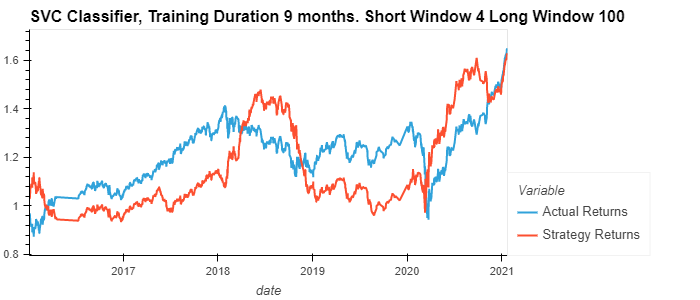 SVC Classifier, Training Duration 9 months. Short Window 4 Long Window 100
1.6
1.4
1.2
1
0.8
2017 2018 2019 2020 2021
date
Variable
Actual Returns
Strategy Returns